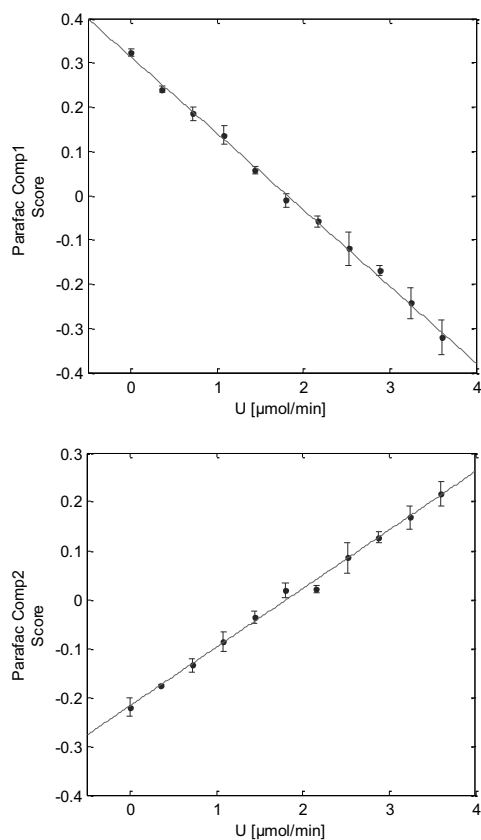 0.4
0.3
0.2
0.1
0
-0.1
-0.2
-0.3
-0.4
Parafac Comp1
Score
0 1 2 3 4
U [µmol/min]
0.3
0.2
0.1
0
-0.1
-0.2
-0.3
-0.4
Parafac Comp2
Score
0 1 2 3 4
U [µmol/min]